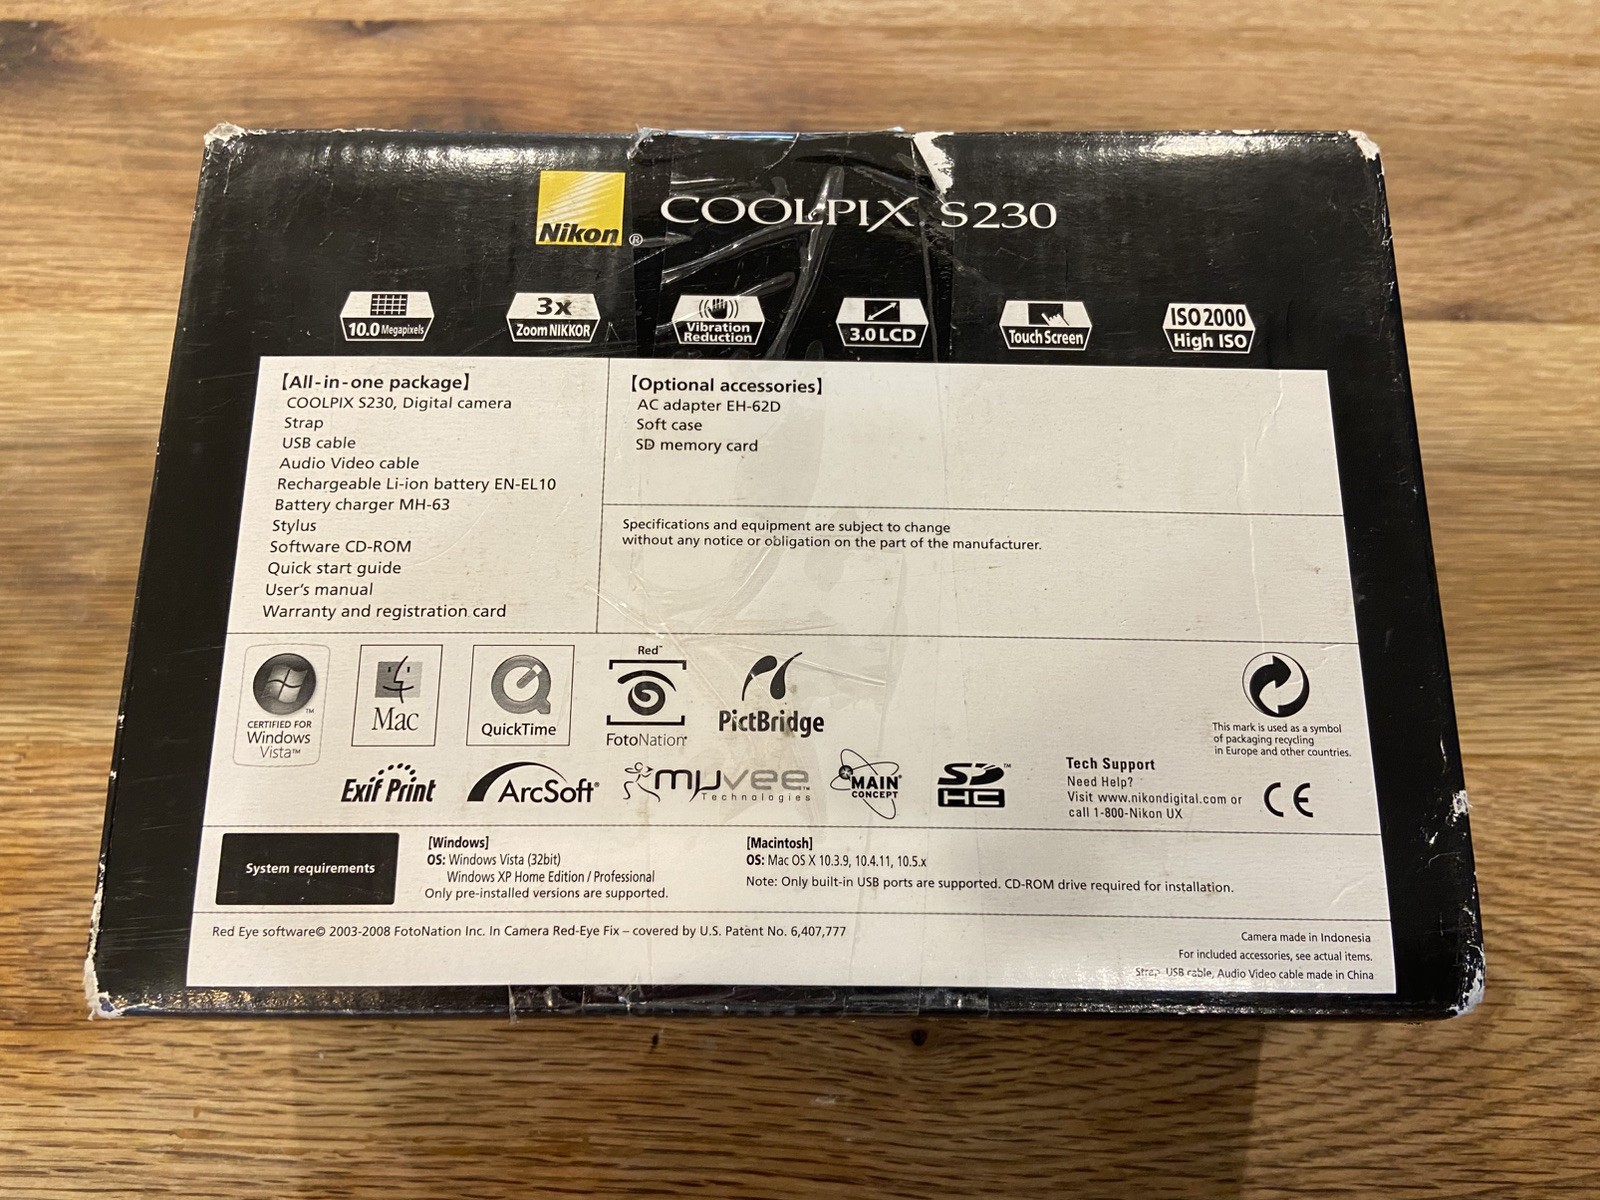 Nikon®
COOLPIX S230
10.0 Megapixels
3x
Zoom NIKKOR
Vibration
Reduction
3.0 LCD
Touch Screen
ISO 2000
High ISO
【All-in-one package】
COOLPIX S230, Digital camera
Strap
USB cable
Audio Video cable
Rechargeable Li-ion battery EN-EL10
Battery charger MH-63
Stylus
Software CD-ROM
Quick start guide
User's manual
Warranty and registration card
【Optional accessories】
AC adapter EH-62D
Soft case
SD memory card
Specifications and equipment are subject to change
without any notice or obligation on the part of the manufacturer.
CERTIFIED FOR
Windows
Vista™
Mac
QuickTime
Red™
FotoNation®
PictBridge
This mark is used as a symbol
of packaging recycling
in Europe and other countries.
Exif Print
ArcSoft®
muvee™
Technologies
MAIN®
CONCEPT
SD™
HC
Tech Support
Need Help?
Visit www.nikondigital.com or
call 1-800-Nikon UX
CE
System requirements
[Windows]
OS: Windows Vista (32bit)
Windows XP Home Edition / Professional
Only pre-installed versions are supported.
[Macintosh]
OS: Mac OS X 10.3.9, 10.4.11, 10.5.x
Note: Only built-in USB ports are supported. CD-ROM drive required for installation.
Red Eye software© 2003-2008 FotoNation Inc. In Camera Red-Eye Fix – covered by U.S. Patent No. 6,407,777
Camera made in Indonesia
For included accessories, see actual items.
Strap, USB cable, Audio Video cable made in China